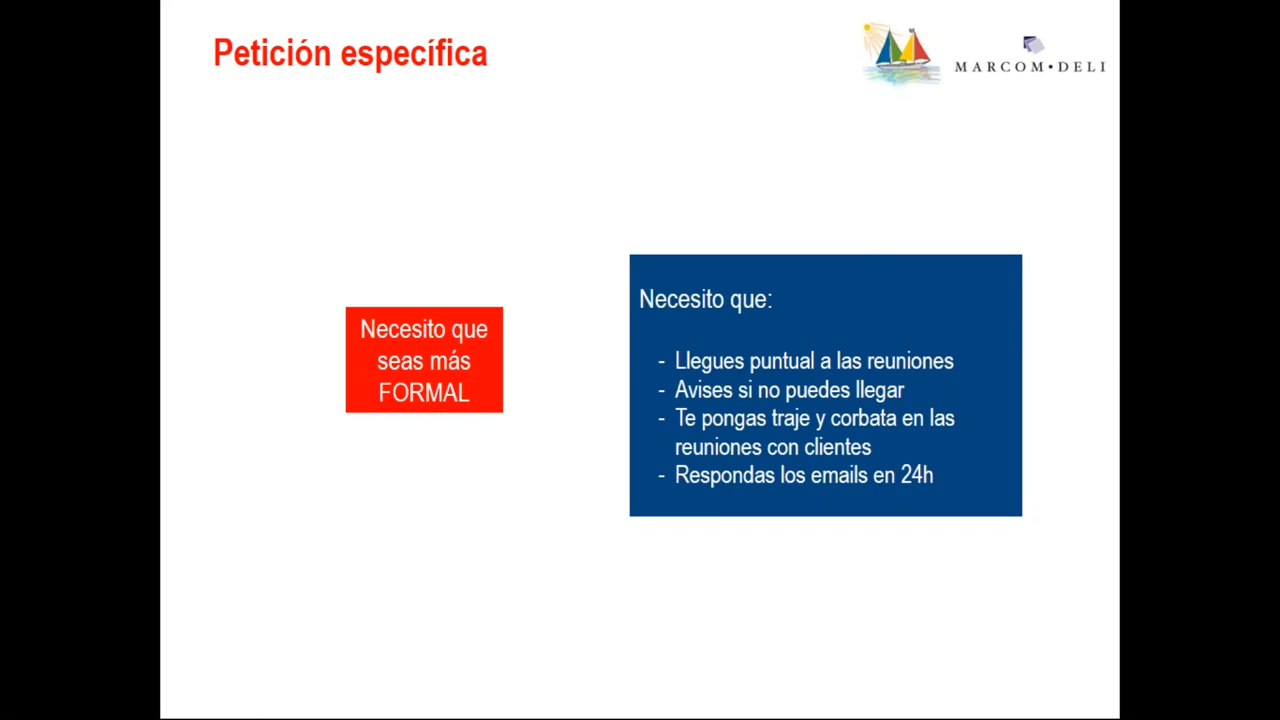 Petición específica
MARCOM•DELI
Necesito que
seas más
FORMAL
Necesito que:
- Llegues puntual a las reuniones
- Avises si no puedes llegar
- Te pongas traje y corbata en las
reuniones con clientes
- Respondas los emails en 24h